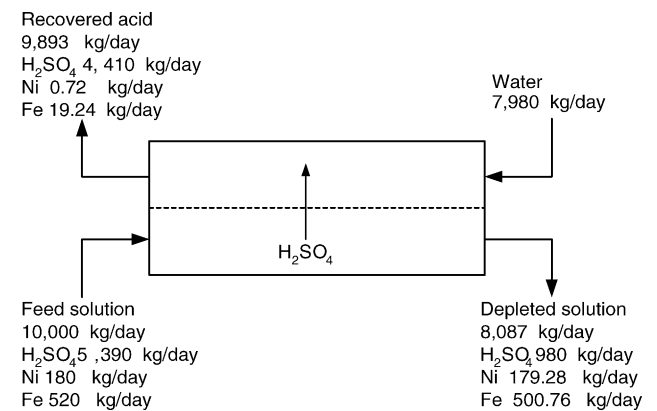 Recovered acid
9,893 kg/day
H₂SO₄ 4, 410 kg/day
Ni 0.72 kg/day
Fe 19.24 kg/day
Water
7,980 kg/day
H₂SO₄
Feed solution
10,000 kg/day
H₂SO₄5 ,390 kg/day
Ni 180 kg/day
Fe 520 kg/day
Depleted solution
8,087 kg/day
H₂SO₄ 980 kg/day
Ni 179.28 kg/day
Fe 500.76 kg/day